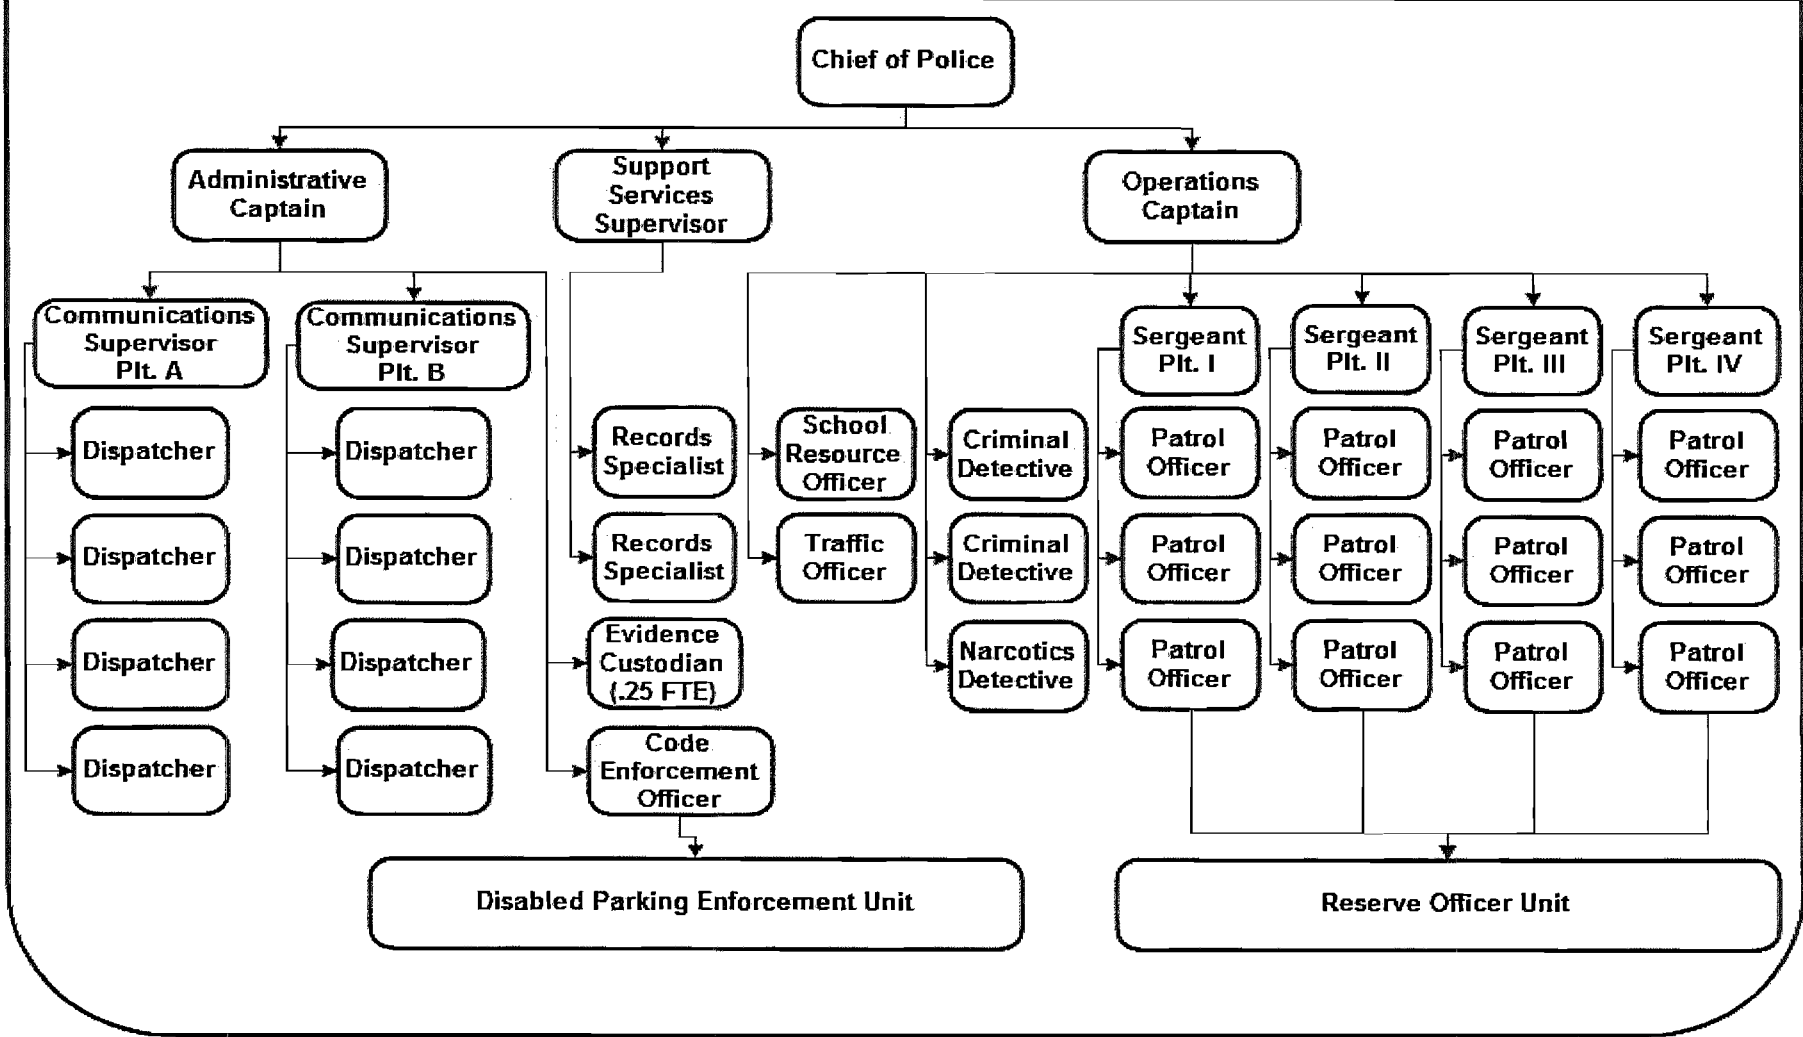 Chief of Police
Administrative
Captain
Support
Services
Supervisor
Operations
Captain
Communications
Supervisor
Plt. A
Communications
Supervisor
Plt. B
Sergeant
Plt. I
Sergeant
Plt. II
Sergeant
Plt. III
Sergeant
Plt. IV
Dispatcher
Dispatcher
Records
Specialist
School
Resource
Officer
Criminal
Detective
Patrol
Officer
Patrol
Officer
Patrol
Officer
Patrol
Officer
Dispatcher
Dispatcher
Records
Specialist
Traffic
Officer
Criminal
Detective
Patrol
Officer
Patrol
Officer
Patrol
Officer
Patrol
Officer
Dispatcher
Dispatcher
Evidence
Custodian
(.25 FTE)
Narcotics
Detective
Patrol
Officer
Patrol
Officer
Patrol
Officer
Patrol
Officer
Dispatcher
Dispatcher
Code
Enforcement
Officer
Disabled Parking Enforcement Unit
Reserve Officer Unit